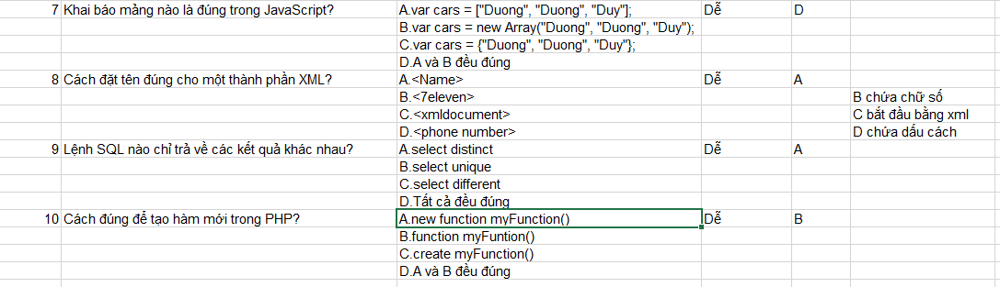 7 Khai báo mảng nào là đúng trong JavaScript? A.var cars = ["Duong", "Duong", "Duy"]; Dễ D
B.var cars = new Array("Duong", "Duong", "Duy");
C.var cars = {"Duong", "Duong", "Duy"};
D.A và B đều đúng
8 Cách đặt tên đúng cho một thành phần XML? A.<Name> Dễ A
B.<7eleven> B chứa chữ số
C.<xmldocument> C bắt đầu bằng xml
D.<phone number> D chứa dấu cách
9 Lệnh SQL nào chỉ trả về các kết quả khác nhau? A.select distinct Dễ A
B.select unique
C.select different
D.Tất cả đều đúng
10 Cách đúng để tạo hàm mới trong PHP? A.new function myFunction() Dễ B
B.function myFuntion()
C.create myFunction()
D.A và B đều đúng